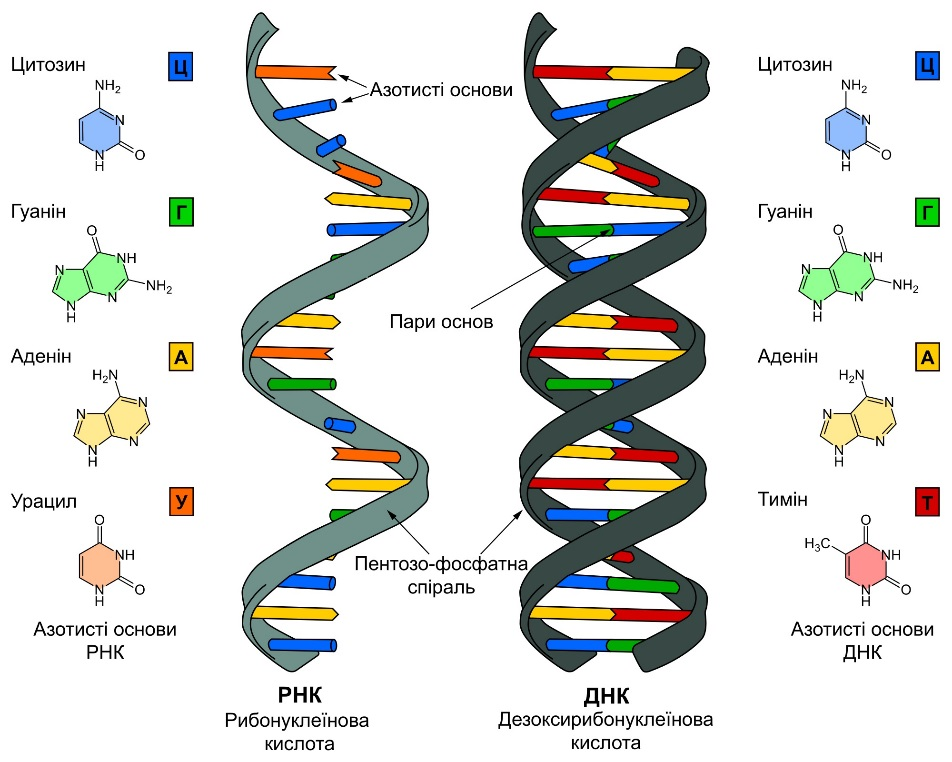 Цитозин
Ц
NH₂
N
N
H
O
Гуанін
Г
O
N
NH
N
H
N
NH₂
Аденін
А
H₂N
N
N
N
H
N
Урацил
У
O
NH
N
H
O
Азотисті основи
РНК
Азотисті основи
Пари основ
Пентозо-фосфатна
спіраль
РНК
Рибонуклеїнова
кислота
ДНК
Дезоксирибонуклеїнова
кислота
Цитозин
Ц
NH₂
N
N
H
O
Гуанін
Г
O
N
NH
N
H
N
NH₂
Аденін
А
H₂N
N
N
N
H
N
Тимін
Т
O
H₃C
NH
N
H
O
Азотисті основи
ДНК